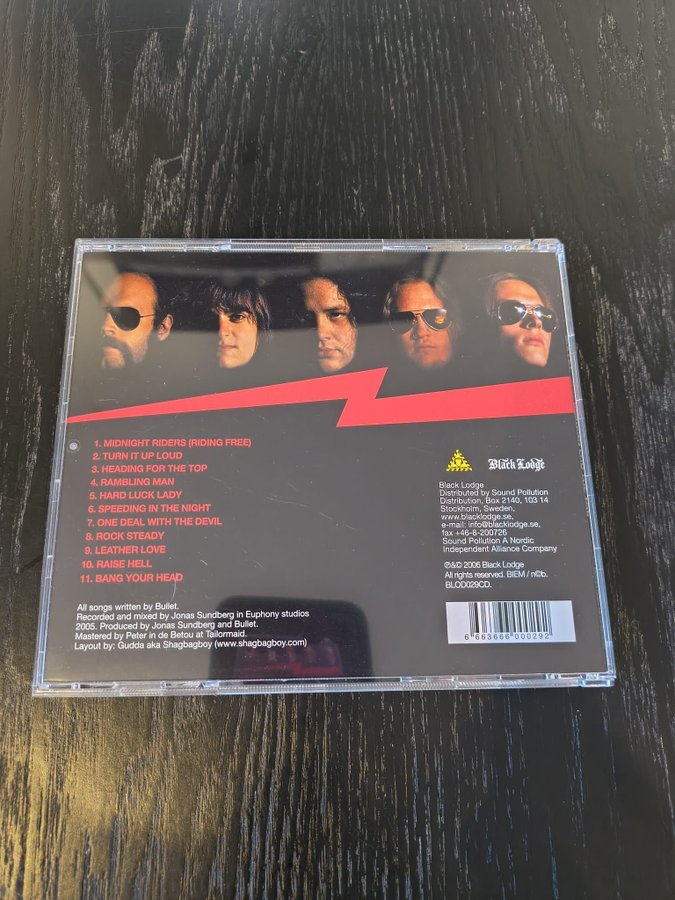 1. MIDNIGHT RIDERS (RIDING FREE)
2. TURN IT UP LOUD
3. HEADING FOR THE TOP
4. RAMBLING MAN
5. HARD LUCK LADY
6. SPEEDING IN THE NIGHT
7. ONE DEAL WITH THE DEVIL
8. ROCK STEADY
9. LEATHER LOVE
10. RAISE HELL
11. BANG YOUR HEAD
All songs written by Bullet.
Recorded and mixed by Jonas Sundberg in Euphony studios
2005. Produced by Jonas Sundberg and Bullet.
Mastered by Peter in de Betou at Tailormaid.
Layout by: Gudda aka Shagbagboy (www.shagbagboy.com)
Black Lodge
Black Lodge
Distributed by Sound Pollution
Distribution, Box 2140, 103 14
Stockholm, Sweden,
www.blacklodge.se,
e-mail: info@blacklodge.se,
fax +46-8-200726
Sound Pollution A Nordic
Independent Alliance Company
℗&© 2006 Black Lodge
All rights reserved. BIEM / n©b.
BLOD029CD.
6 663666 000292